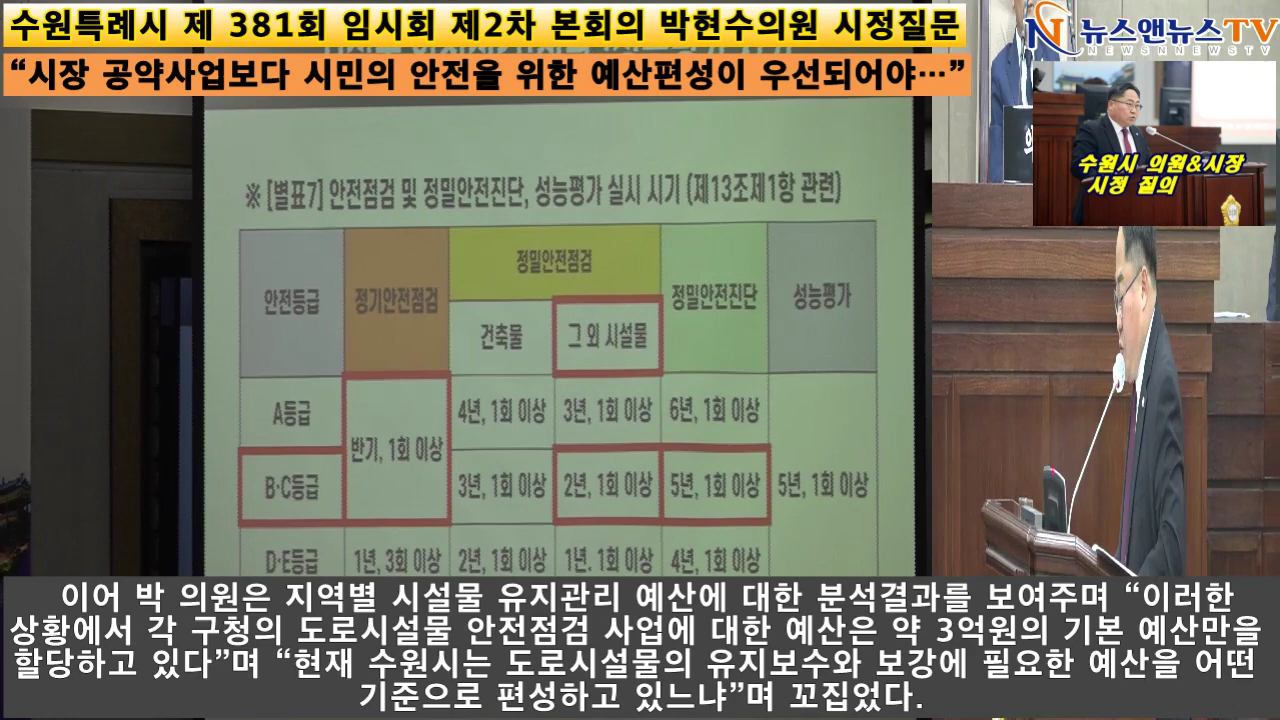 수원특례시 제 381회 임시회 제2차 본회의 박현수의원 시정질문
“시장 공약사업보다 시민의 안전을 위한 예산편성이 우선되어야…”
뉴스앤뉴스TV
NEWSNNEWSTV
수원시 의원&시장
시정 질의
※ [별표7] 안전점검 및 정밀안전진단, 성능평가 실시 시기 (제13조제1항 관련)
안전등급 정기안전점검 정밀안전점검 정밀안전진단 성능평가
건축물 그 외 시설물
A등급 반기, 1회 이상 4년, 1회 이상 3년, 1회 이상 6년, 1회 이상 5년, 1회 이상
B·C등급 3년, 1회 이상 2년, 1회 이상 5년, 1회 이상
D·E등급 1년, 3회 이상 2년, 1회 이상 1년. 1회 이상 4년, 1회 이상
이어 박 의원은 지역별 시설물 유지관리 예산에 대한 분석결과를 보여주며 “이러한
상황에서 각 구청의 도로시설물 안전점검 사업에 대한 예산은 약 3억원의 기본 예산만을
할당하고 있다”며 “현재 수원시는 도로시설물의 유지보수와 보강에 필요한 예산을 어떤
기준으로 편성하고 있느냐”며 꼬집었다.